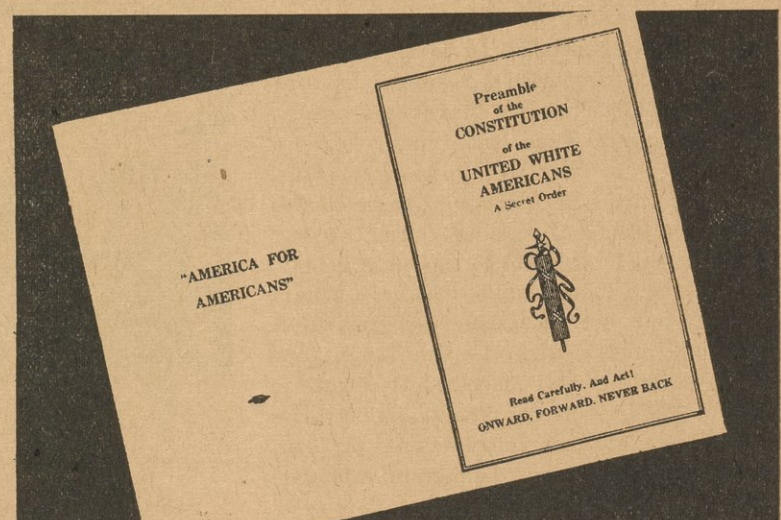 "AMERICA FOR
AMERICANS"
Preamble
of the
CONSTITUTION
of the
UNITED WHITE
AMERICANS
A Secret Order
Read Carefully, And Act!
ONWARD, FORWARD, NEVER BACK